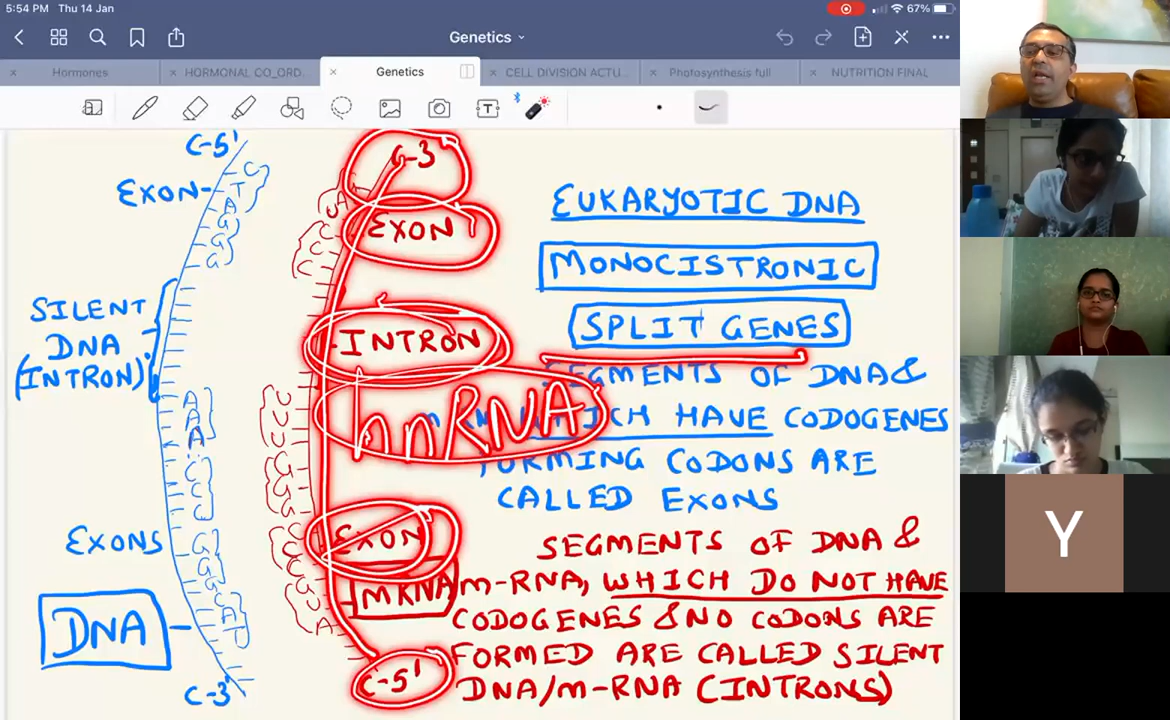 5:54 PM Thu 14 Jan
67%
Genetics
Hormones
HORMONAL CO_ORD...
Genetics
CELL DIVISION ACTU...
Photosynthesis full
NUTRITION FINAL
C-5'
EXON
C
T
A
G
G
G
SILENT
DNA
(INTRON)
A
A
A
C
C
C
EXONS
G
G
G
C
A
T
DNA
C-3'
C-3
EXON
INTRON
hnRNA
EXON
mRNA
C-5'
EUKARYOTIC DNA
MONOCISTRONIC
SPLIT GENES
SEGMENTS OF DNA &
WHICH HAVE CODOGENES
FORMING CODONS ARE
CALLED EXONS
SEGMENTS OF DNA &
m-RNA, WHICH DO NOT HAVE
CODOGENES & NO CODONS ARE
FORMED ARE CALLED SILENT
DNA/m-RNA (INTRONS)
Y